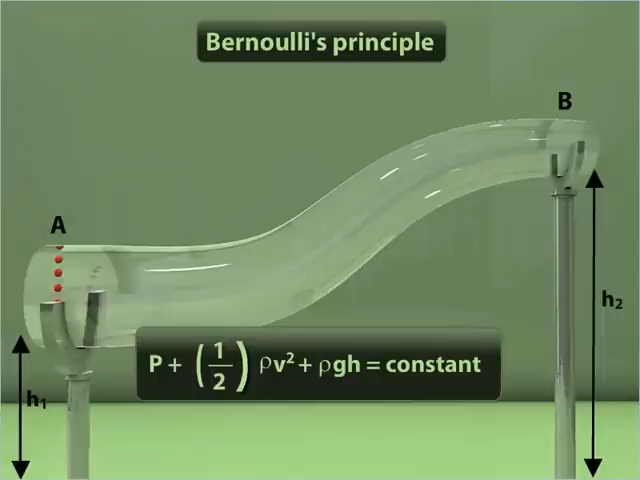 Bernoulli's principle
B
A
h₂
P + (1/2) ρv² + ρgh = constant
h₁